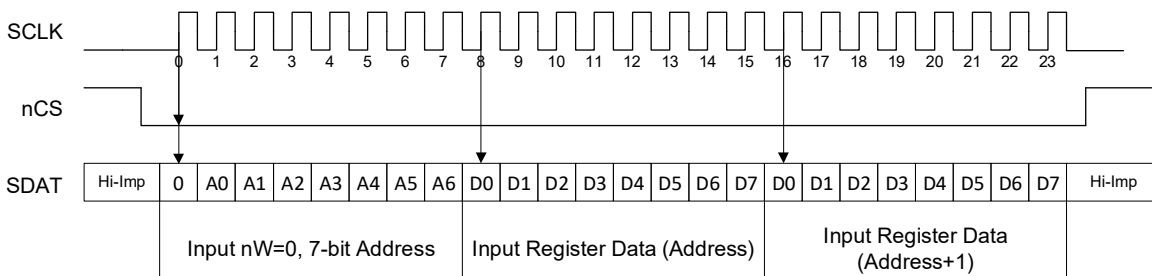 SCLK
0 1 2 3 4 5 6 7 8 9 10 11 12 13 14 15 16 17 18 19 20 21 22 23
nCS
SDAT Hi-Imp 0 A0 A1 A2 A3 A4 A5 A6 D0 D1 D2 D3 D4 D5 D6 D7 D0 D1 D2 D3 D4 D5 D6 D7 Hi-Imp
Input nW=0, 7-bit Address Input Register Data (Address) Input Register Data
(Address+1)